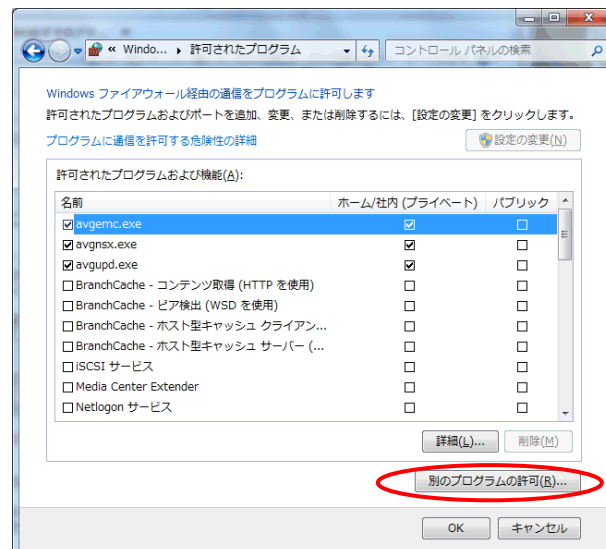 « Windo... ▸ 許可されたプログラム
コントロール パネルの検索
Windows ファイアウォール経由の通信をプログラムに許可します
許可されたプログラムおよびポートを追加、変更、または削除するには、[設定の変更] をクリックします。
プログラムに通信を許可する危険性の詳細
設定の変更(N)
許可されたプログラムおよび機能(A):
名前 ホーム/社内 (プライベート) パブリック
avgemc.exe
avgnsx.exe
avgupd.exe
BranchCache - コンテンツ取得 (HTTP を使用)
BranchCache - ピア検出 (WSD を使用)
BranchCache - ホスト型キャッシュ クライアン...
BranchCache - ホスト型キャッシュ サーバー (...
iSCSI サービス
Media Center Extender
Netlogon サービス
詳細(L)... 削除(M)
別のプログラムの許可(R)...
OK キャンセル